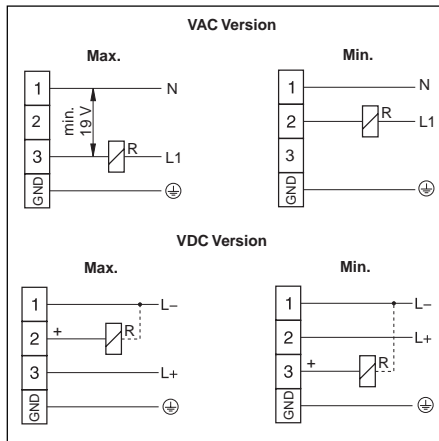 VAC Version
Max.
1
N
2
min.
19 V
3
R
L1
GND
Min.
1
N
2
R
L1
3
GND
VDC Version
Max.
1
L–
2
+
R
3
L+
GND
Min.
1
L–
2
L+
3
+
R
GND